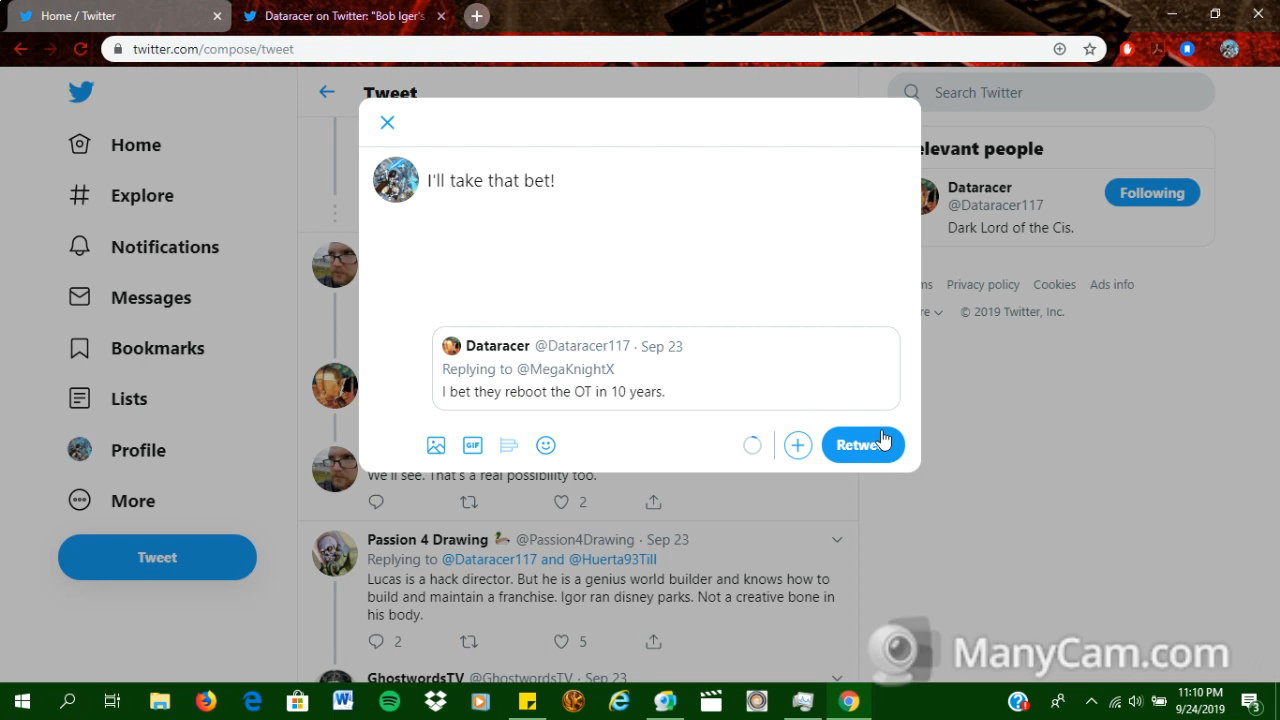 Home / Twitter
Dataracer on Twitter: "Bob Iger's
twitter.com/compose/tweet
Home
Explore
Notifications
Messages
Bookmarks
Lists
Profile
More
Tweet
Tweet
I'll take that bet!
Dataracer @Dataracer117 · Sep 23
Replying to @MegaKnightX
I bet they reboot the OT in 10 years.
GIF
We'll see. That's a real possibility too.
2
Passion 4 Drawing @Passion4Drawing · Sep 23
Replying to @Dataracer117 and @Huerta93Till
Lucas is a hack director. But he is a genius world builder and knows how to
build and maintain a franchise. Igor ran disney parks. Not a creative bone in
his body.
2
5
GhostwordsTV @GhostwordsTV · Sep 23
Search Twitter
people
Dataracer
@Dataracer117
Following
Dark Lord of the Cis.
Privacy policy Cookies Ads info
© 2019 Twitter, Inc.
ManyCam.com
11:10 PM
9/24/2019
3